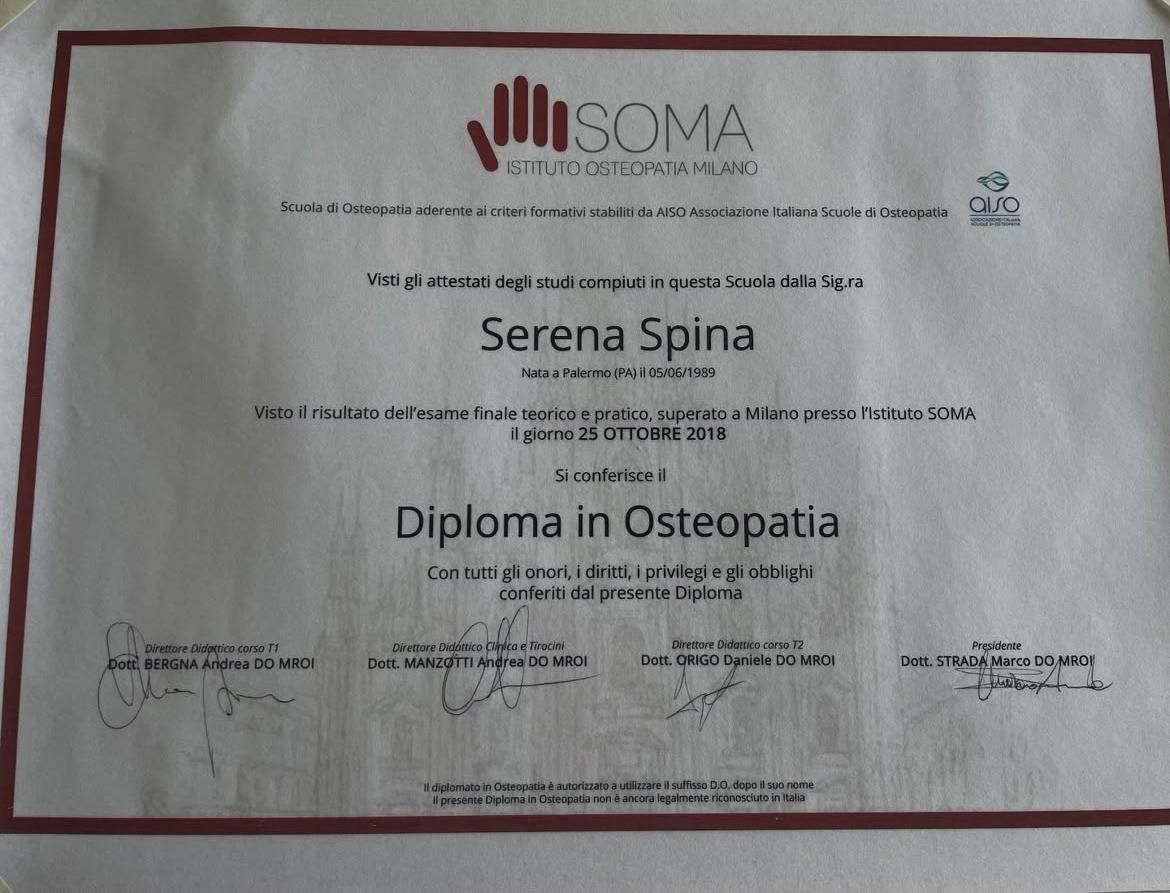 SOMA
ISTITUTO OSTEOPATIA MILANO
Scuola di Osteopatia aderente ai criteri formativi stabiliti da AISO Associazione Italiana Scuole di Osteopatia
aiso
ASSOCIAZIONE ITALIANA
SCUOLE DI OSTEOPATIA
Visti gli attestati degli studi compiuti in questa Scuola dalla Sig.ra
Serena Spina
Nata a Palermo (PA) il 05/06/1989
Visto il risultato dell'esame finale teorico e pratico, superato a Milano presso l'Istituto SOMA
il giorno 25 OTTOBRE 2018
Si conferisce il
Diploma in Osteopatia
Con tutti gli onori, i diritti, i privilegi e gli obblighi
conferiti dal presente Diploma
Direttore Didattico corso T1
Dott. BERGNA Andrea DO MROI
Direttore Didattico Clinica e Tirocini
Dott. MANZOTTI Andrea DO MROI
Direttore Didattico corso T2
Dott. ORIGO Daniele DO MROI
Presidente
Dott. STRADA Marco DO MROI
Il diplomato in Osteopatia è autorizzato a utilizzare il suffisso D.O. dopo il suo nome
Il presente Diploma in Osteopatia non è ancora legalmente riconosciuto in Italia